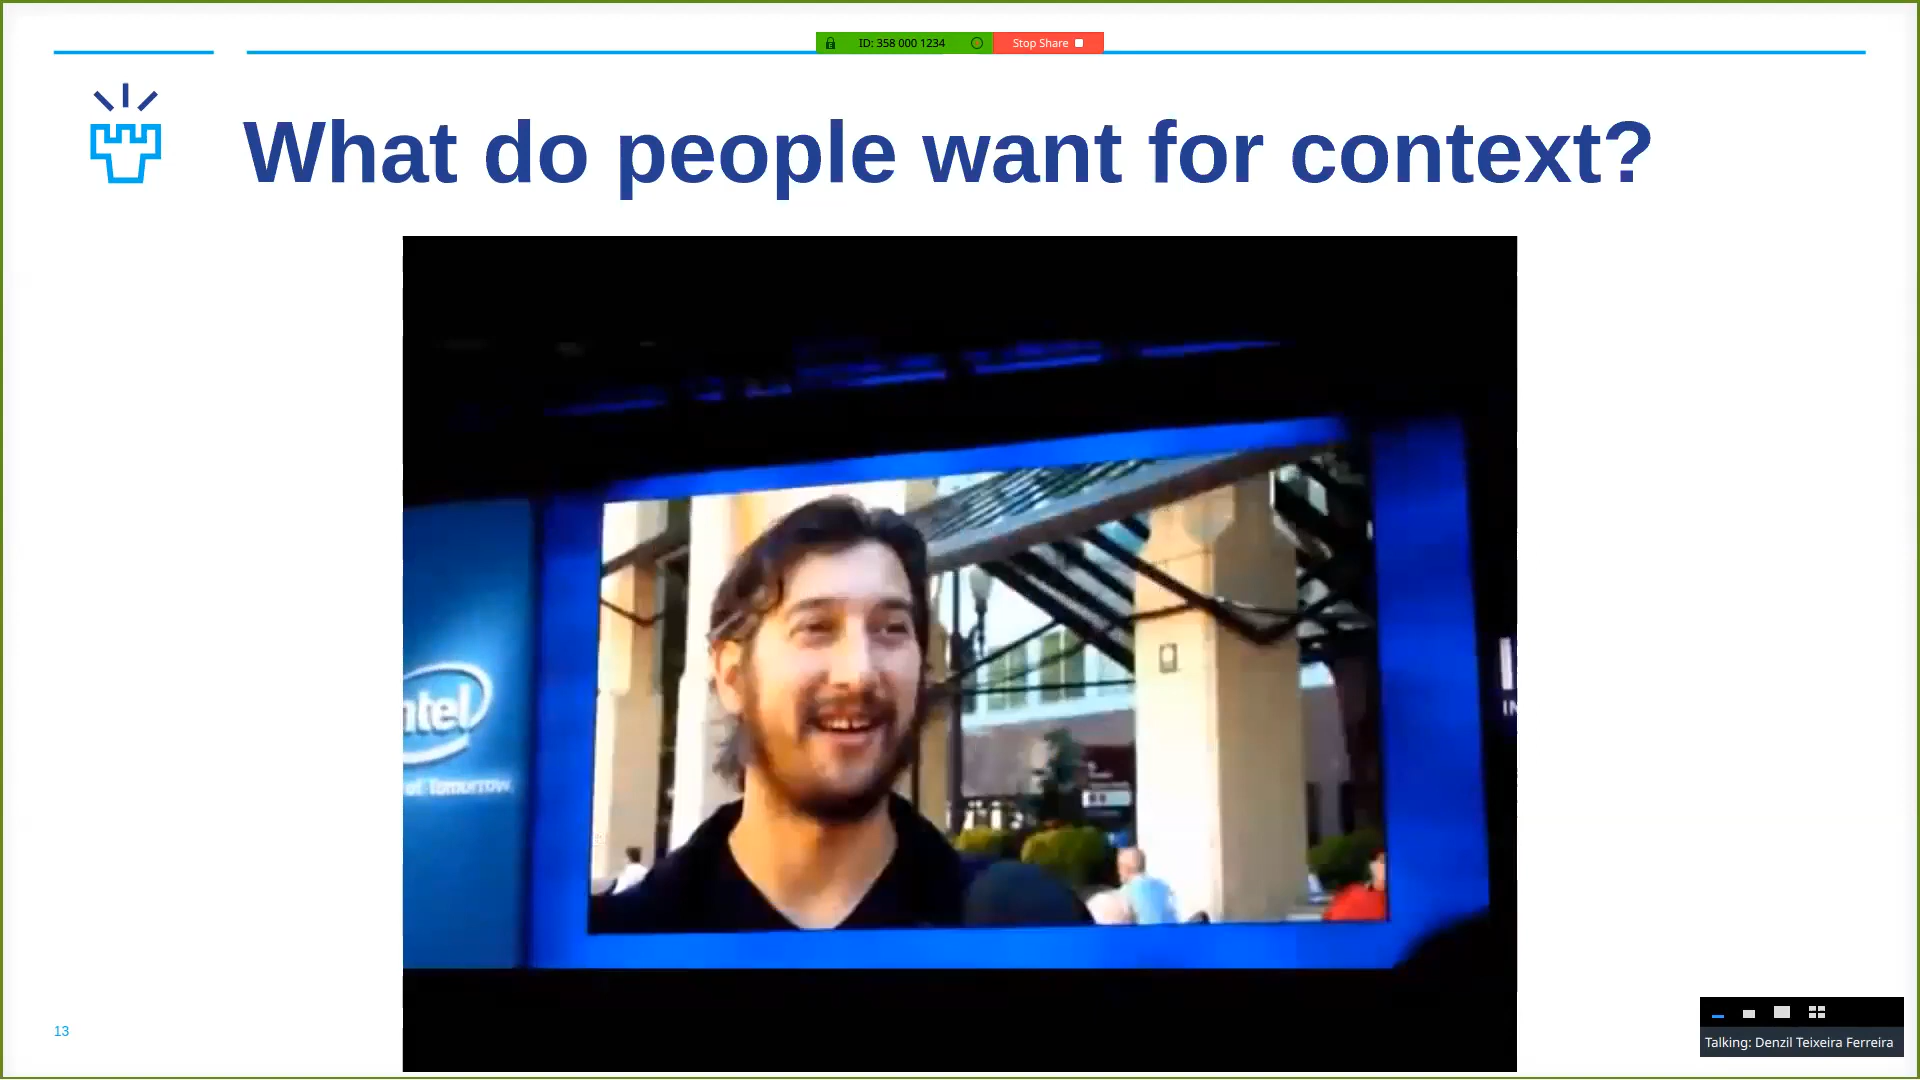 ID: 358 000 1234
Stop Share
What do people want for context?
ntel
of Tomorrow.
IN
13
Talking: Denzil Teixeira Ferreira